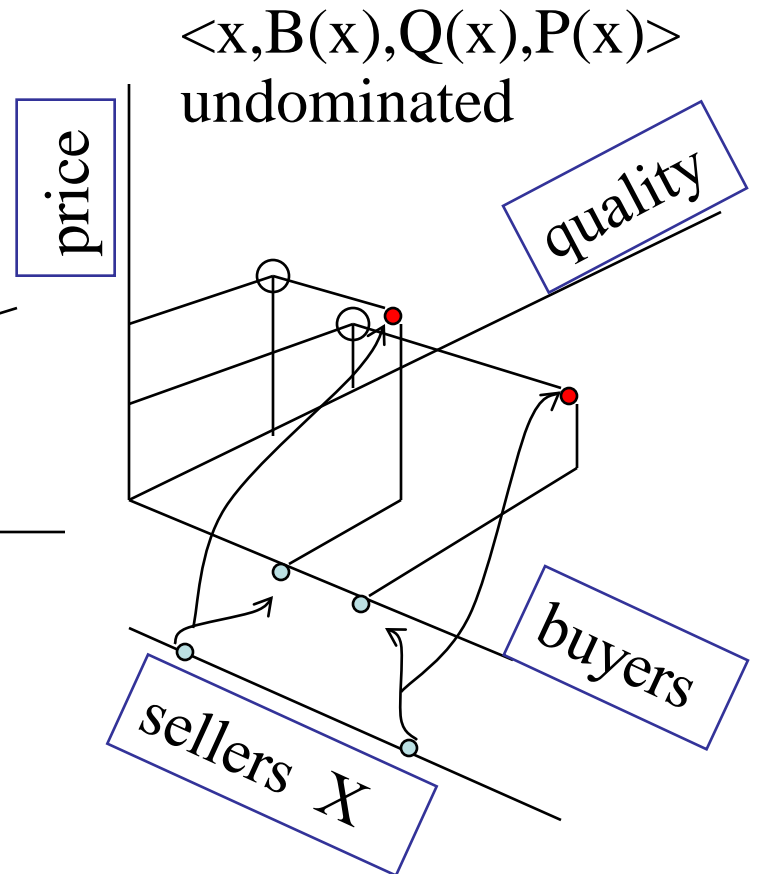 <x,B(x),Q(x),P(x)>
undominated
price
quality
buyers
sellers X